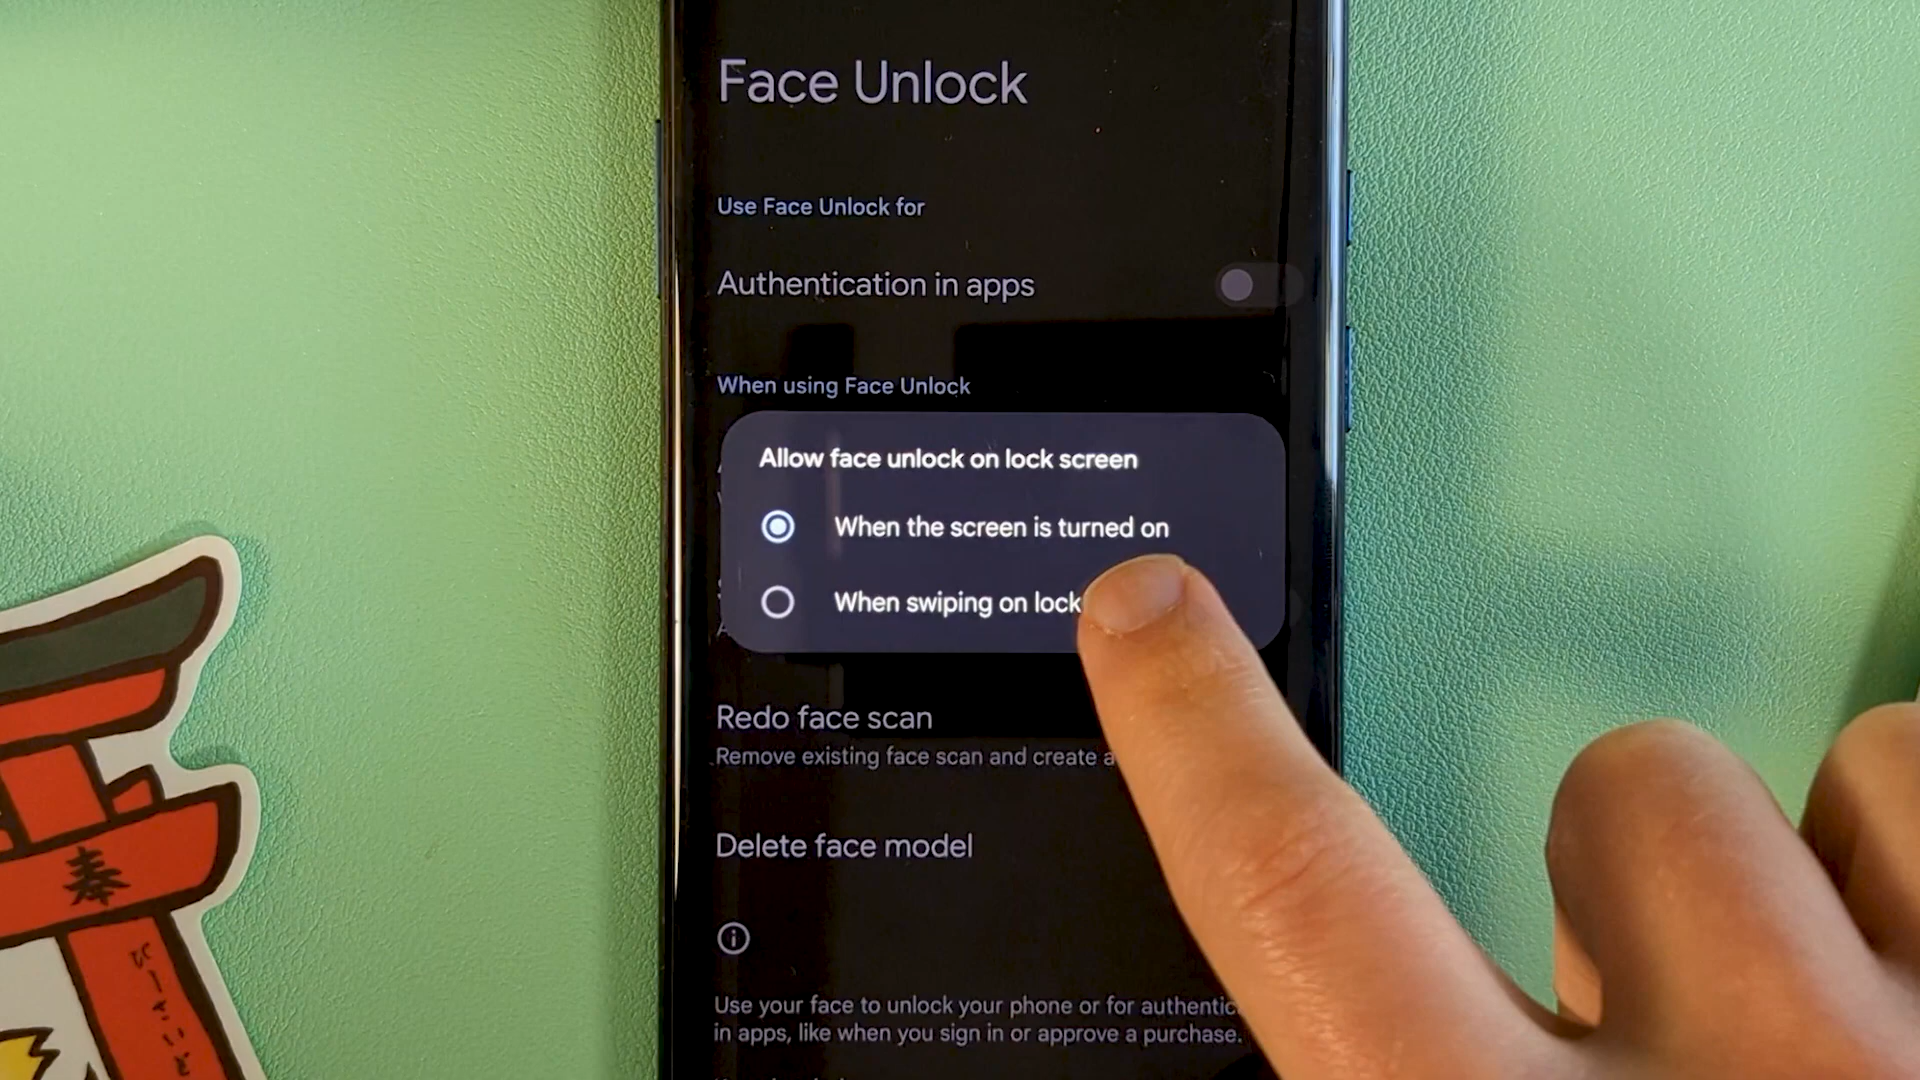 Face Unlock
Use Face Unlock for
Authentication in apps
When using Face Unlock
Allow face unlock on lock screen
When the screen is turned on
When swiping on lock
Redo face scan
Remove existing face scan and create a
Delete face model
Use your face to unlock your phone or for authentic
in apps, like when you sign in or approve a purchase.
奉